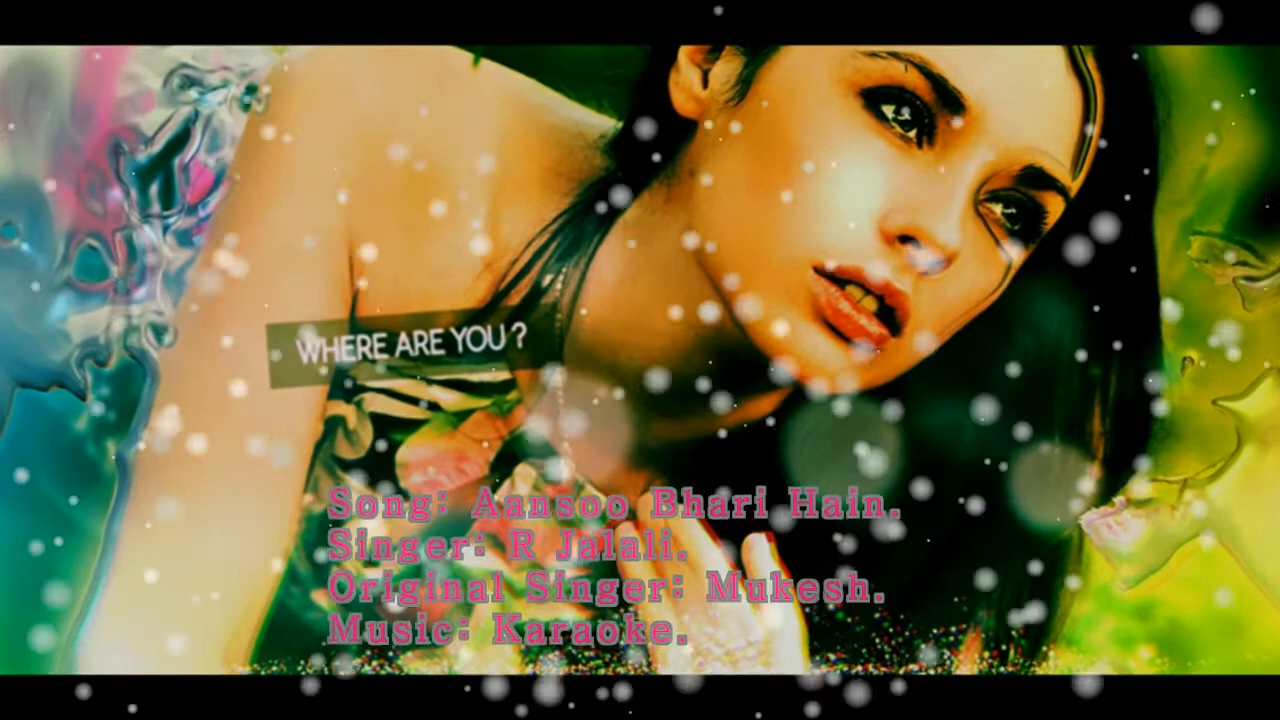 WHERE ARE YOU ?
Song: Aansoo Bhari Hain.
Singer: R Jalali.
Original Singer: Mukesh.
Music: Karaoke.